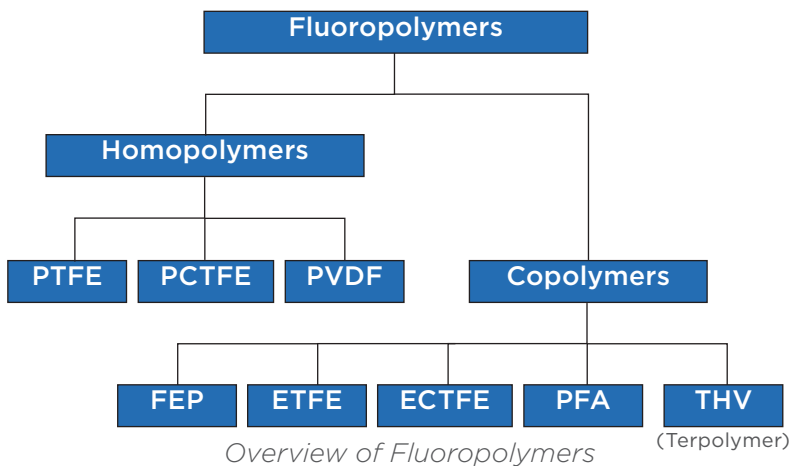 Fluoropolymers
Homopolymers
PTFE PCTFE PVDF
Copolymers
FEP ETFE ECTFE PFA THV
(Terpolymer)
Overview of Fluoropolymers